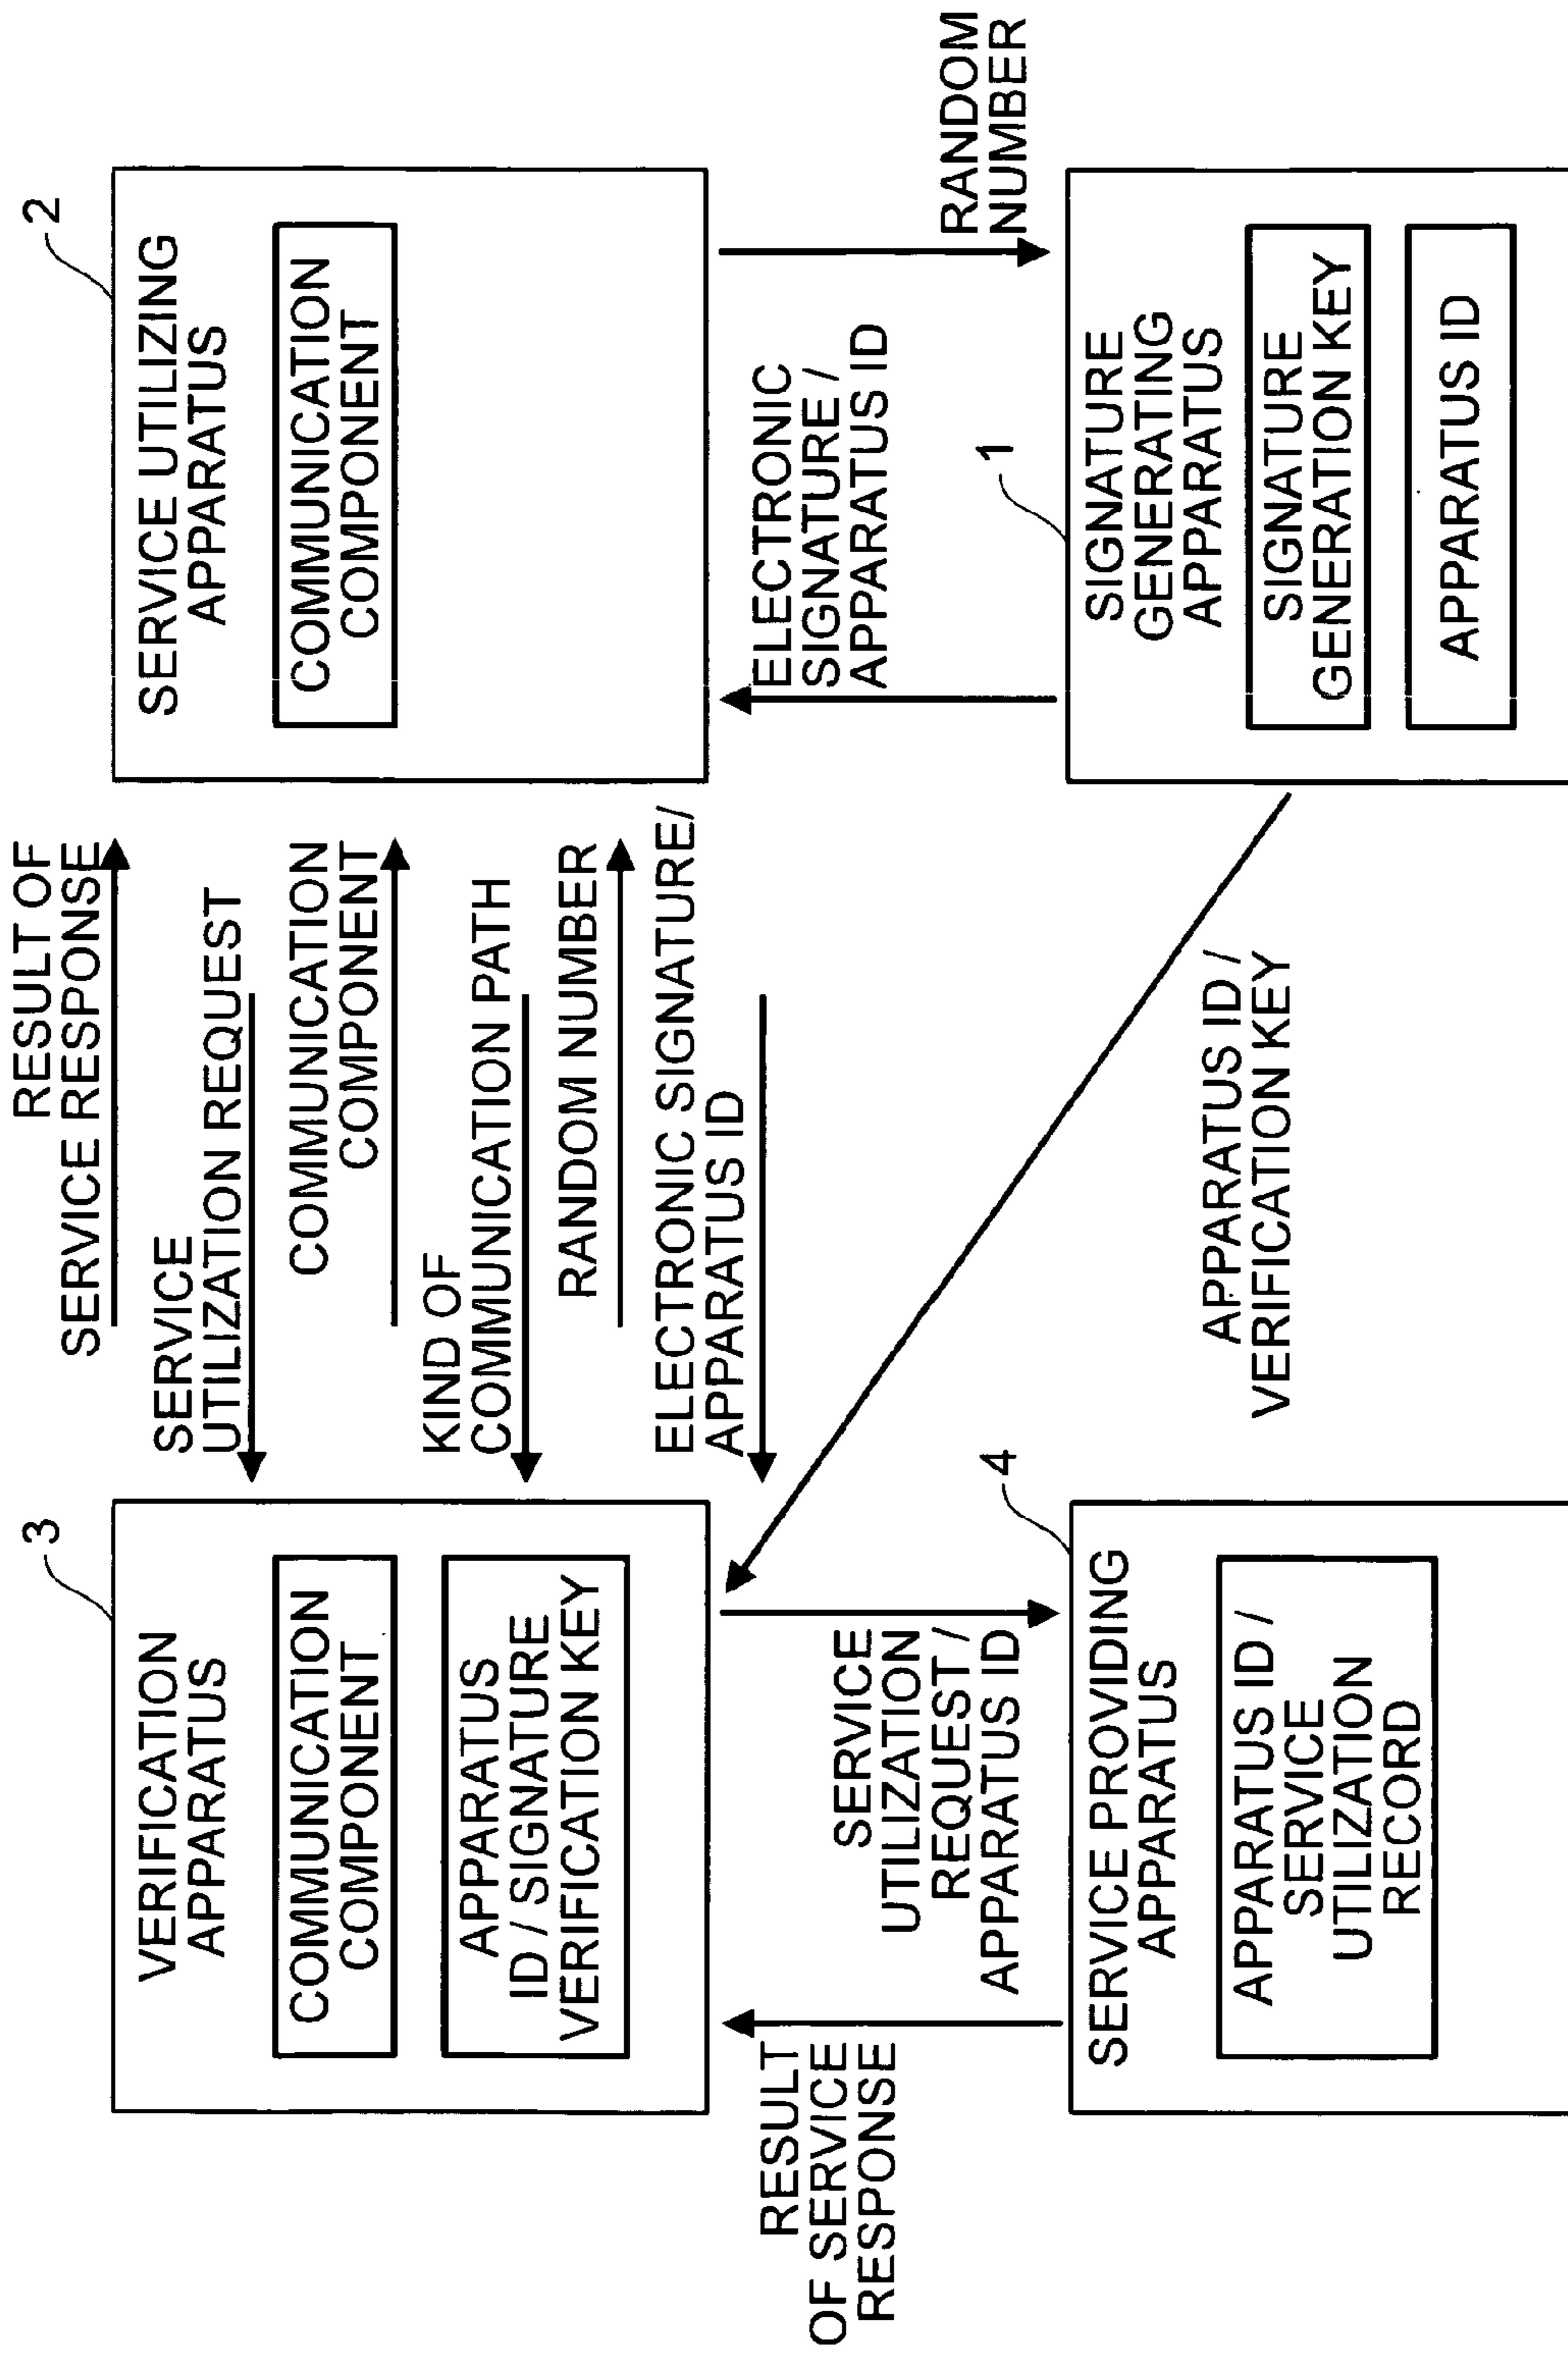 3
VERIFICATION
APPARATUS
COMMUNICATION
COMPONENT
APPARATUS
ID / SIGNATURE
VERIFICATION KEY
RESULT OF
SERVICE RESPONSE
SERVICE
UTILIZATION REQUEST
COMMUNICATION
COMPONENT
KIND OF
COMMUNICATION PATH
RANDOM NUMBER
ELECTRONIC SIGNATURE/
APPARATUS ID
2
SERVICE UTILIZING
APPARATUS
COMMUNICATION
COMPONENT
RESULT
OF SERVICE
RESPONSE
SERVICE
UTILIZATION
REQUEST /
APPARATUS ID
ELECTRONIC
SIGNATURE /
APPARATUS ID
RANDOM
NUMBER
4
SERVICE PROVIDING
APPARATUS
APPARATUS ID /
SERVICE
UTILIZATION
RECORD
APPARATUS ID /
VERIFICATION KEY
1
SIGNATURE
GENERATING
APPARATUS
SIGNATURE
GENERATION KEY
APPARATUS ID